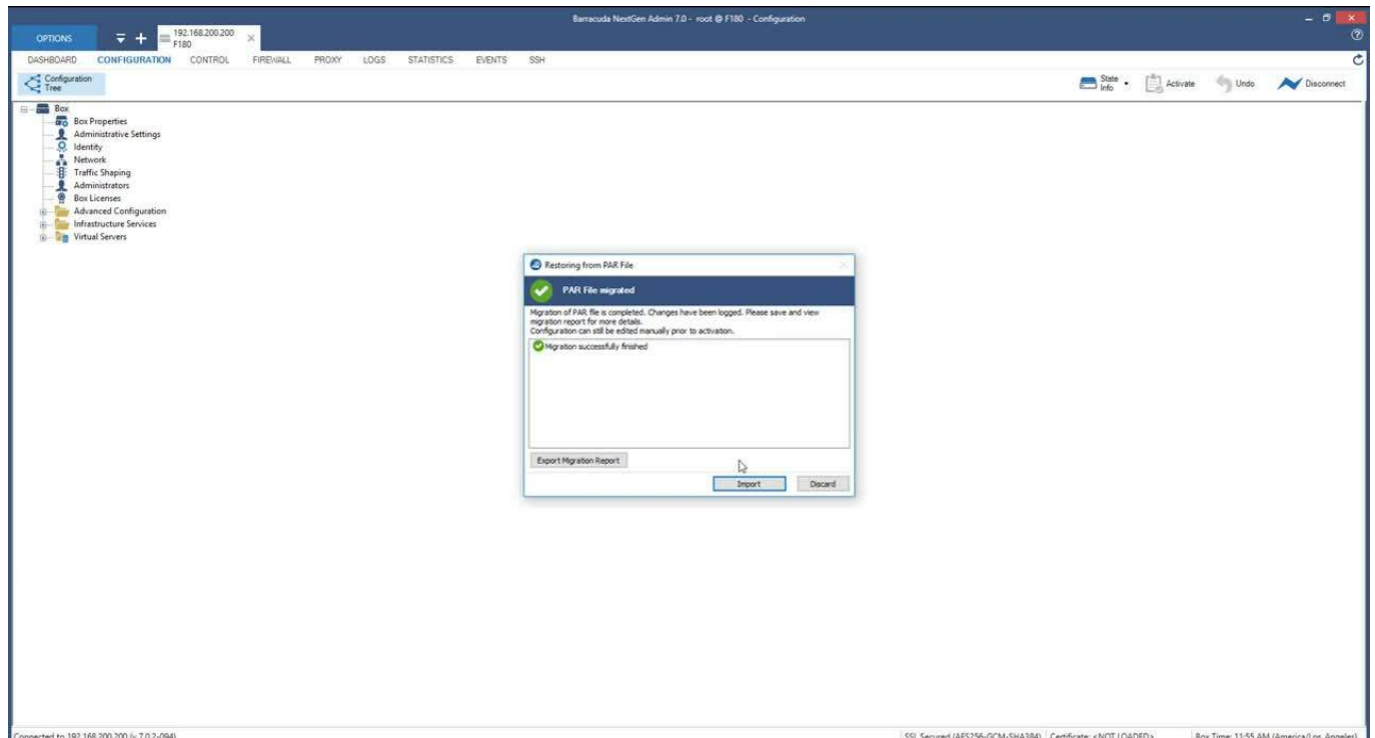 Barracuda NextGen Admin 7.0 - root @ F180 - Configuration
OPTIONS
192.168.200.200
F180
DASHBOARD CONFIGURATION CONTROL FIREWALL PROXY LOGS STATISTICS EVENTS SSH
Configuration
Tree
State
Info
Activate
Undo
Disconnect
Box
Box Properties
Administrative Settings
Identity
Network
Traffic Shaping
Administrators
Box Licenses
Advanced Configuration
Infrastructure Services
Virtual Servers
Restoring from PAR File
PAR File migrated
Migration of PAR file is completed. Changes have been logged. Please save and view
migration report for more details.
Configuration can still be edited manually prior to activation.
Migration successfully finished
Export Migration Report
Import
Discard
Connected to 192.168.200.200 (v 7.0.2-094)
SSL Secured (AES256-GCM-SHA384)
Certificate: <NOT LOADED>
Box Time: 11:55 AM (America/Los_Angeles)